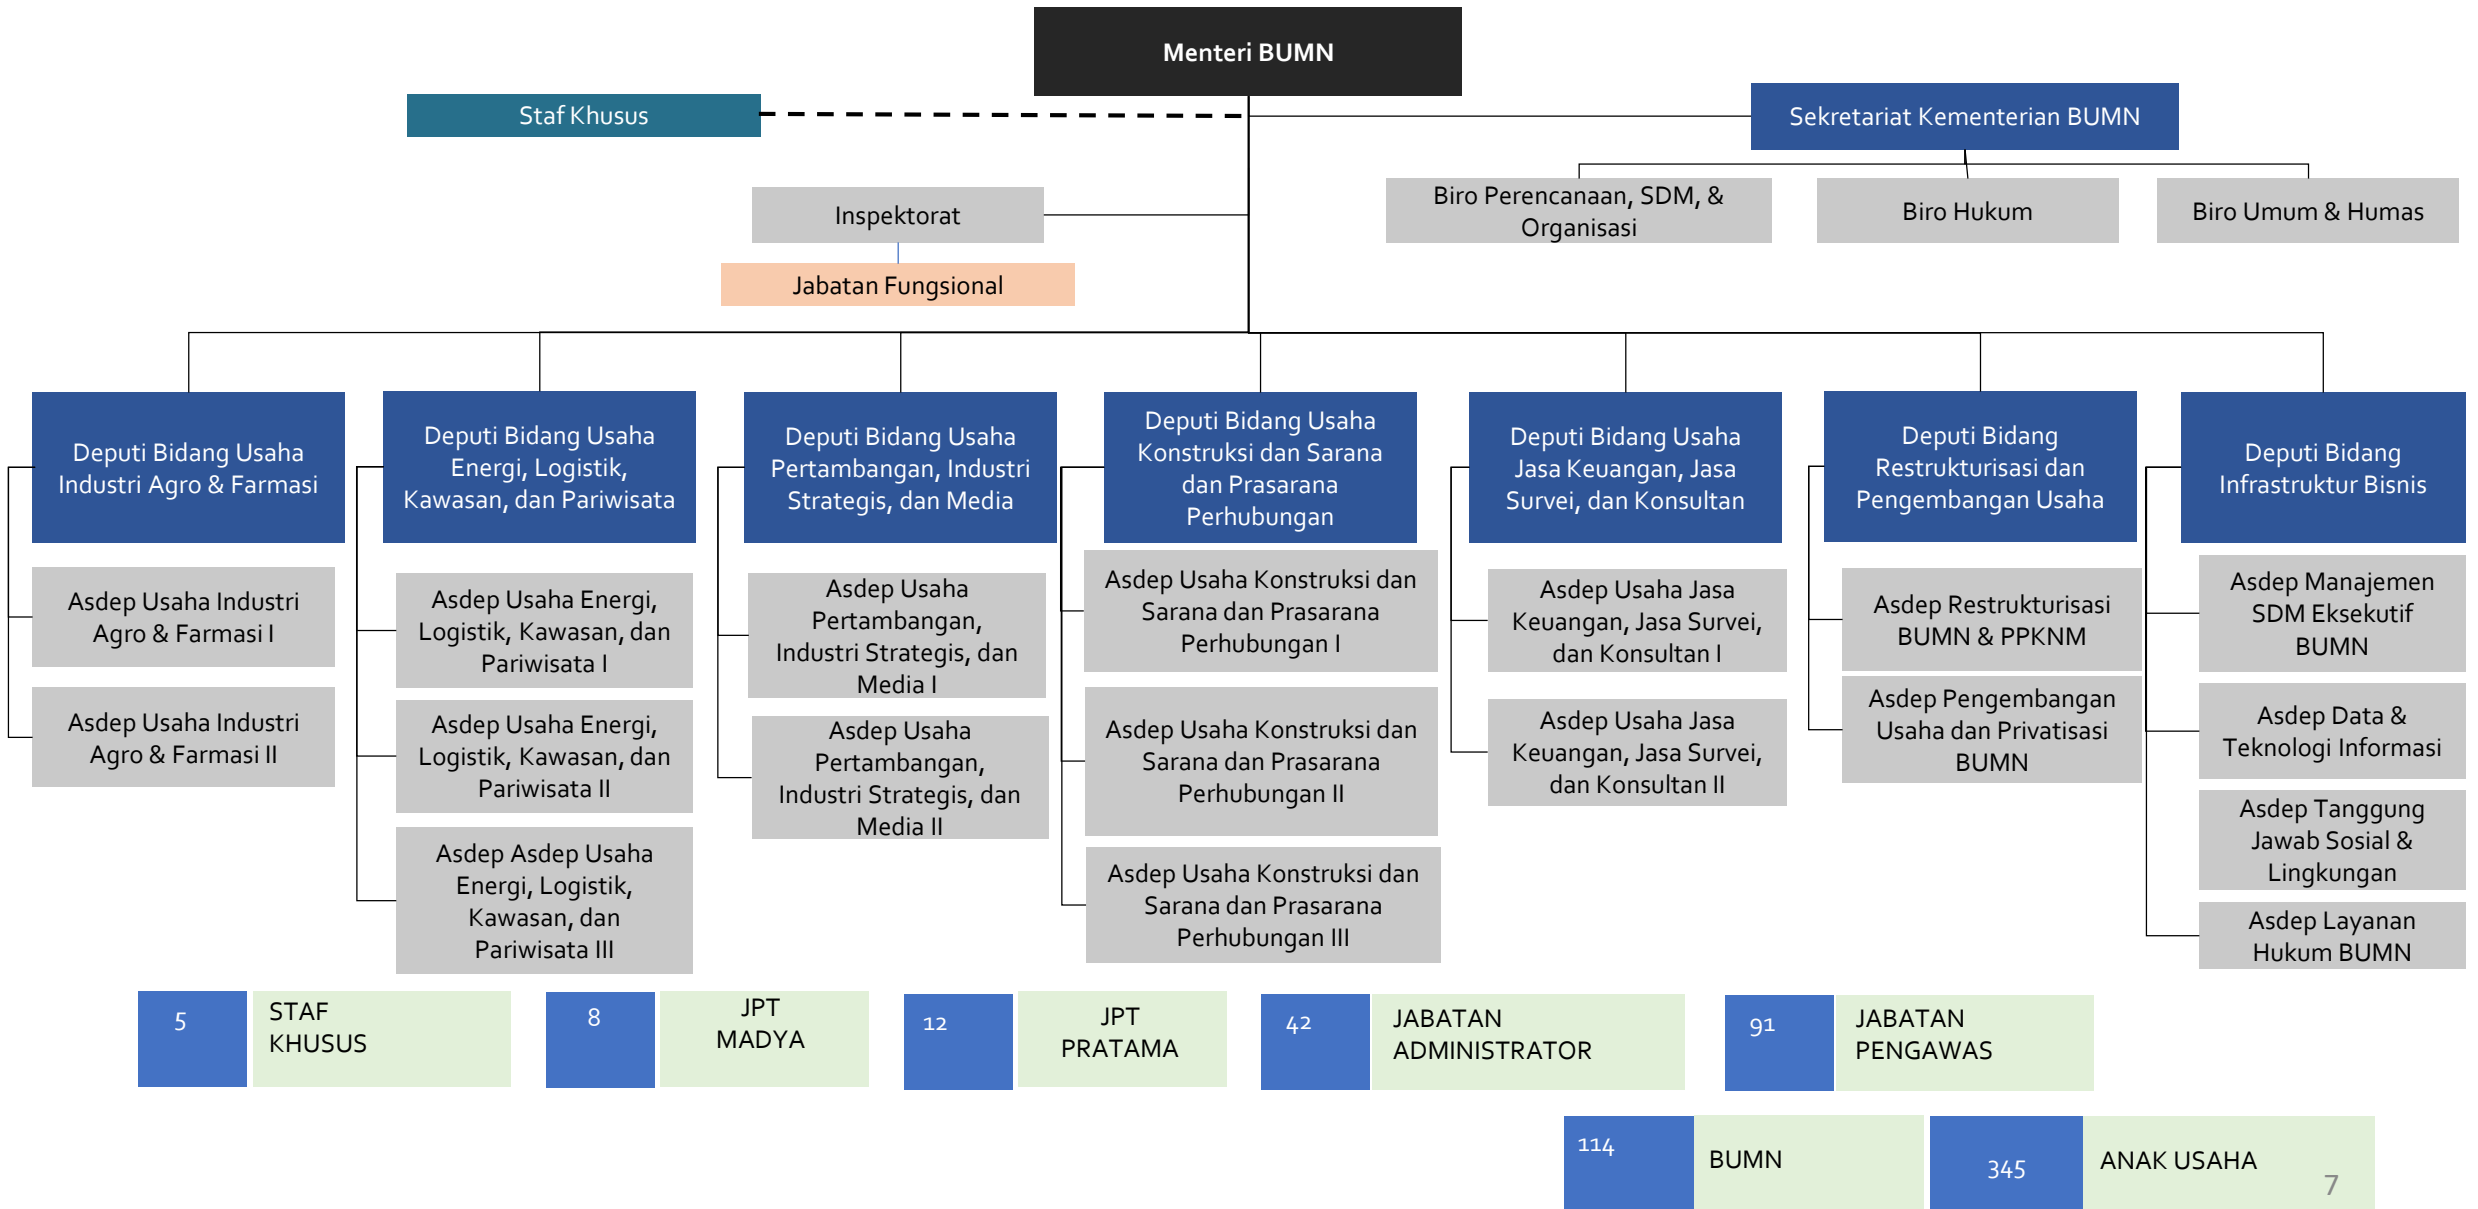 Menteri BUMN
Staf Khusus
Sekretariat Kementerian BUMN
Inspektorat
Biro Perencanaan, SDM, &
Organisasi
Biro Hukum
Biro Umum & Humas
Jabatan Fungsional
Deputi Bidang Usaha
Industri Agro & Farmasi
Deputi Bidang Usaha
Energi, Logistik,
Kawasan, dan Pariwisata
Deputi Bidang Usaha
Pertambangan, Industri
Strategis, dan Media
Deputi Bidang Usaha
Konstruksi dan Sarana
dan Prasarana
Perhubungan
Deputi Bidang Usaha
Jasa Keuangan, Jasa
Survei, dan Konsultan
Deputi Bidang
Restrukturisasi dan
Pengembangan Usaha
Deputi Bidang
Infrastruktur Bisnis
Asdep Usaha Industri
Agro & Farmasi I
Asdep Usaha Industri
Agro & Farmasi II
Asdep Usaha Energi,
Logistik, Kawasan, dan
Pariwisata I
Asdep Usaha Energi,
Logistik, Kawasan, dan
Pariwisata II
Asdep Asdep Usaha
Energi, Logistik,
Kawasan, dan
Pariwisata III
Asdep Usaha
Pertambangan,
Industri Strategis, dan
Media I
Asdep Usaha
Pertambangan,
Industri Strategis, dan
Media II
Asdep Usaha Konstruksi dan
Sarana dan Prasarana
Perhubungan I
Asdep Usaha Konstruksi dan
Sarana dan Prasarana
Perhubungan II
Asdep Usaha Konstruksi dan
Sarana dan Prasarana
Perhubungan III
Asdep Usaha Jasa
Keuangan, Jasa Survei,
dan Konsultan I
Asdep Usaha Jasa
Keuangan, Jasa Survei,
dan Konsultan II
Asdep Restrukturisasi
BUMN & PPKNM
Asdep Pengembangan
Usaha dan Privatisasi
BUMN
Asdep Manajemen
SDM Eksekutif
BUMN
Asdep Data &
Teknologi Informasi
Asdep Tanggung
Jawab Sosial &
Lingkungan
Asdep Layanan
Hukum BUMN
5
STAF
KHUSUS
8
JPT
MADYA
12
JPT
PRATAMA
42
JABATAN
ADMINISTRATOR
91
JABATAN
PENGAWAS
114
BUMN
345
ANAK USAHA
7